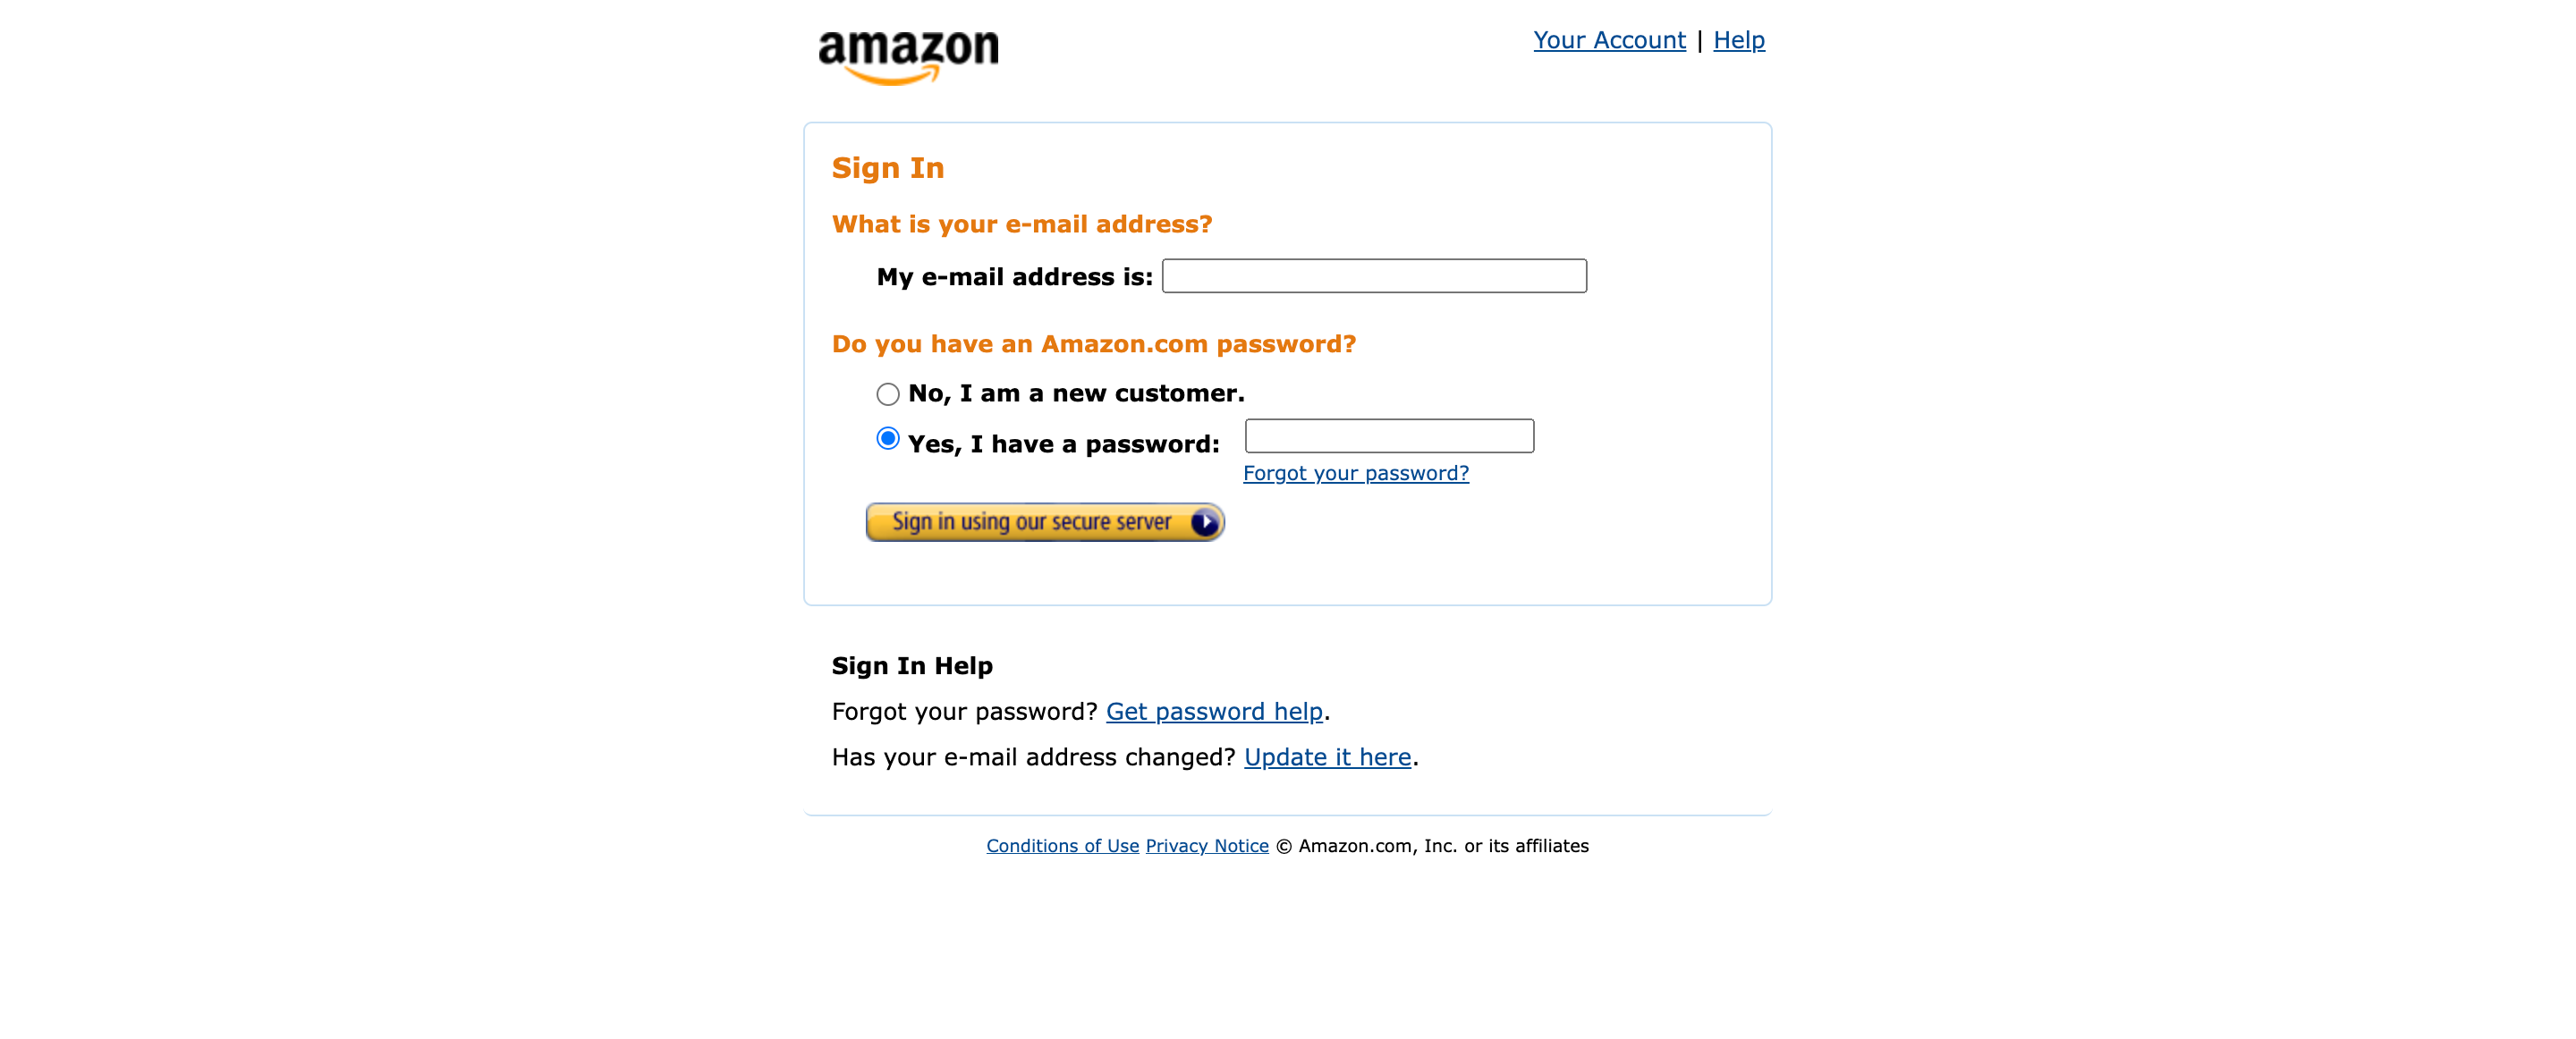 amazon
Your Account | Help
Sign In
What is your e-mail address?
My e-mail address is:
Do you have an Amazon.com password?
No, I am a new customer.
Yes, I have a password:
Forgot your password?
Sign in using our secure server
Sign In Help
Forgot your password? Get password help.
Has your e-mail address changed? Update it here.
Conditions of Use Privacy Notice © Amazon.com, Inc. or its affiliates